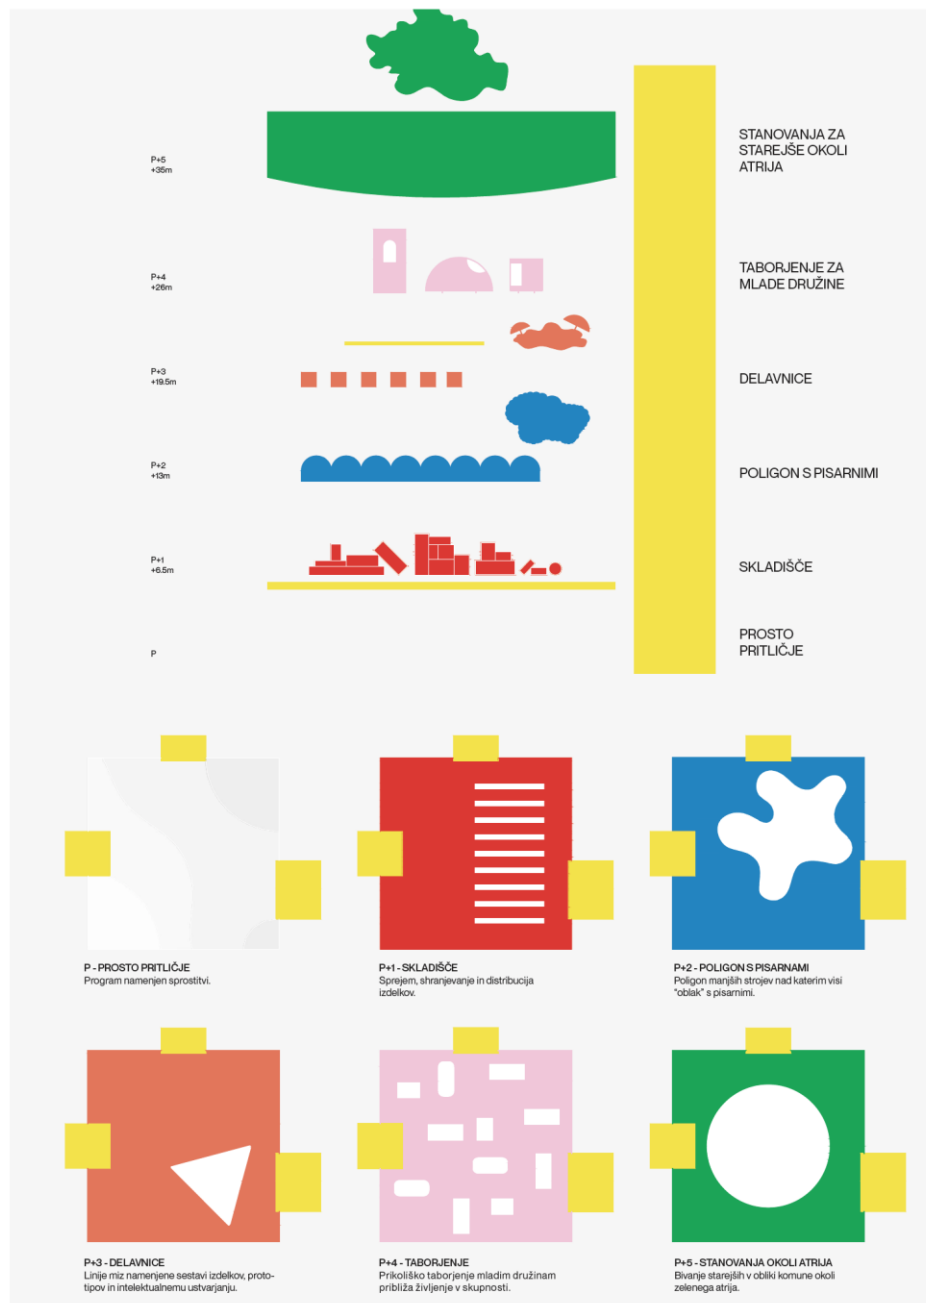 P+5
+35m
STANOVANJA ZA
STAREJŠE OKOLI
ATRIJA
P+4
+26m
TABORJENJE ZA
MLADE DRUŽINE
P+3
+19.5m
DELAVNICE
P+2
+13m
POLIGON S PISARNIMI
P+1
+6.5m
SKLADIŠČE
P
PROSTO
PRITLIČJE
P - PROSTO PRITLIČJE
Program namenjen sprostitvi.
P+1 - SKLADIŠČE
Sprejem, shranjevanje in distribucija
izdelkov.
P+2 - POLIGON S PISARNAMI
Poligon manjših strojev nad katerim visi
"oblak" s pisarnimi.
P+3 - DELAVNICE
Linije miz namenjene sestavi izdelkov, proto-
tipov in intelektualnemu ustvarjanju.
P+4 - TABORJENJE
Prikoliško taborjenje mladim družinam
približa življenje v skupnosti.
P+5 - STANOVANJA OKOLI ATRIJA
Bivanje starejših v obliki komune okoli
zelenega atrija.